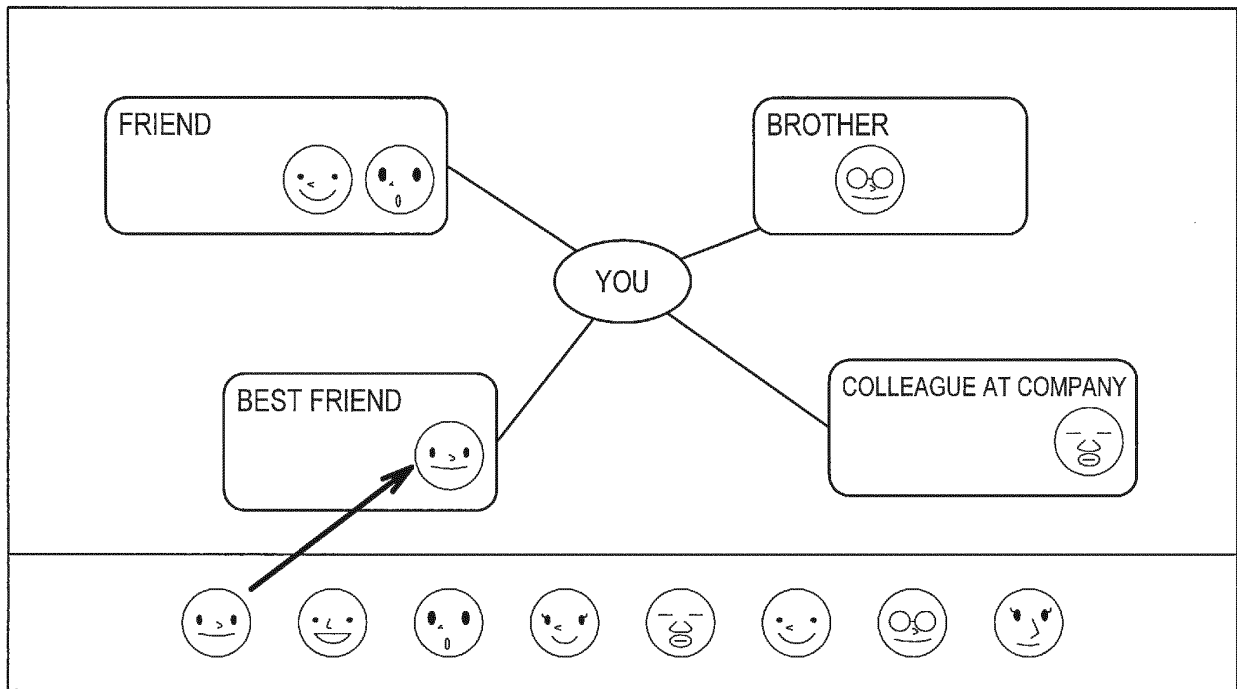 FRIEND
BROTHER
YOU
BEST FRIEND
COLLEAGUE AT COMPANY